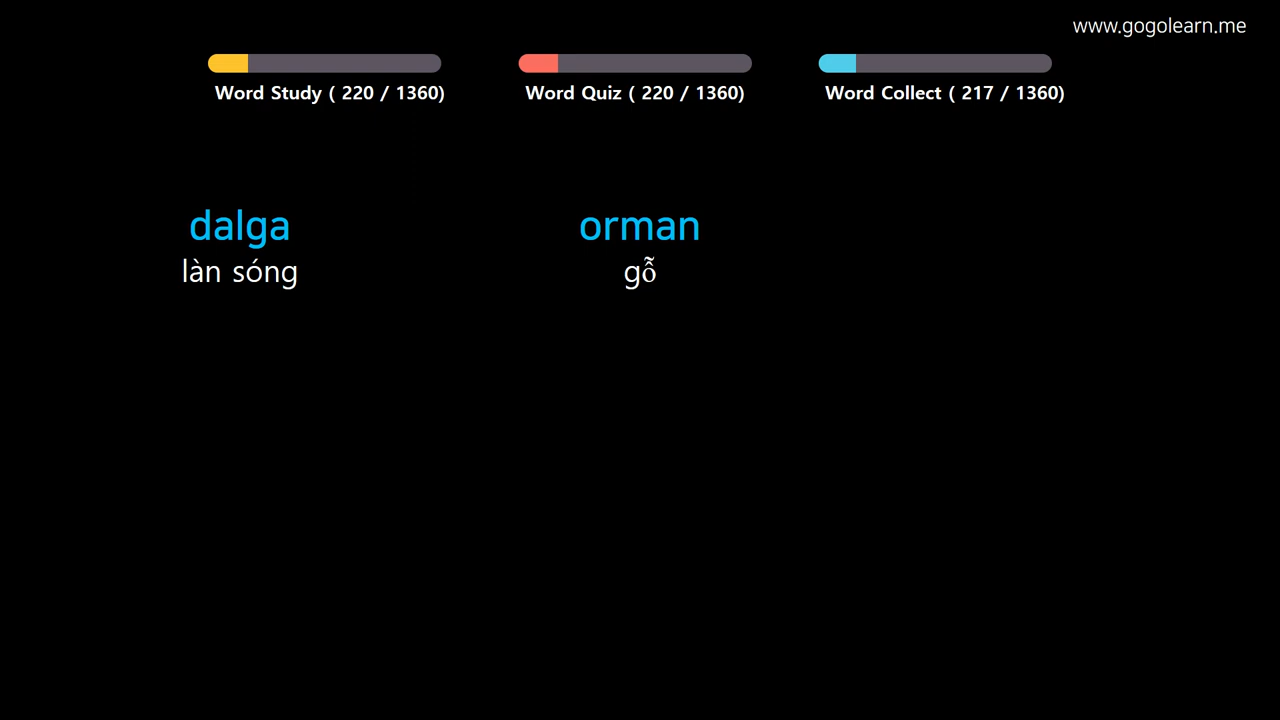 www.gogolearn.me
Word Study ( 220 / 1360)
Word Quiz ( 220 / 1360)
Word Collect ( 217 / 1360)
dalga
làn sóng
orman
gỗ